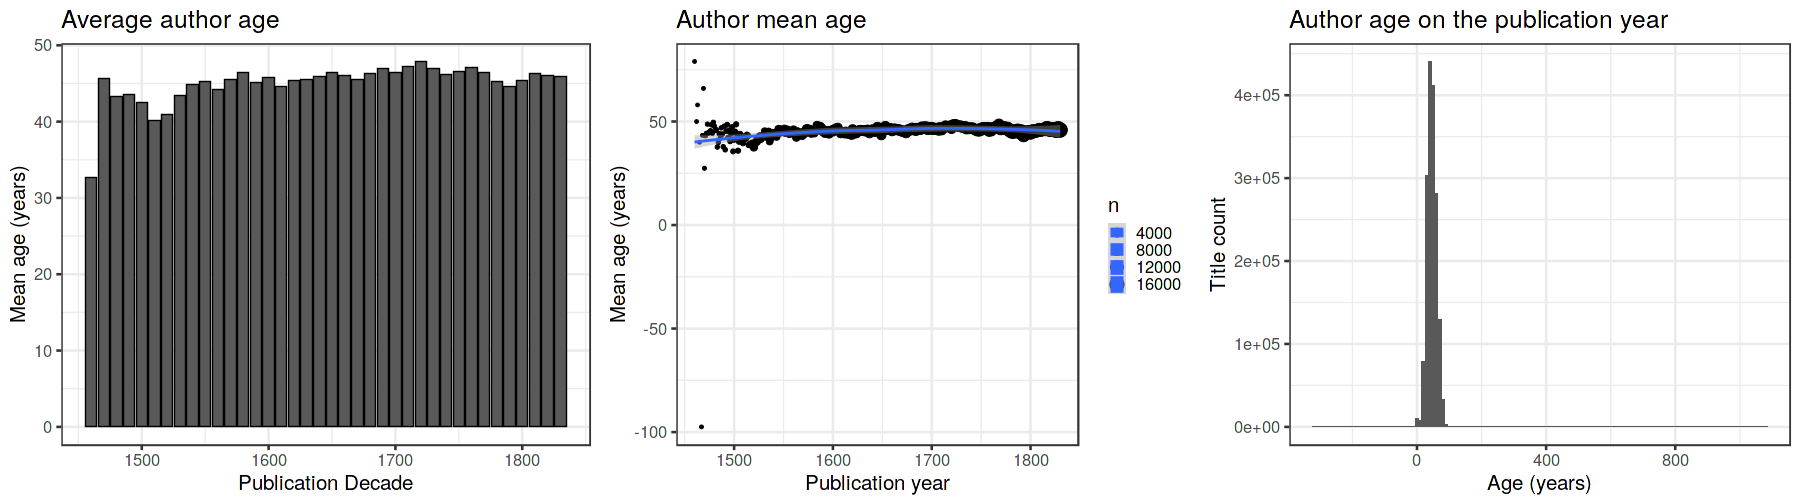 Average author age
50
40
30
20
10
0
Mean age (years)
1500 1600 1700 1800
Publication Decade
Author mean age
50
0
-50
-100
Mean age (years)
1500 1600 1700 1800
Publication year
n
4000
8000
12000
16000
Author age on the publication year
4e+05
3e+05
2e+05
1e+05
0e+00
Title count
0 400 800
Age (years)